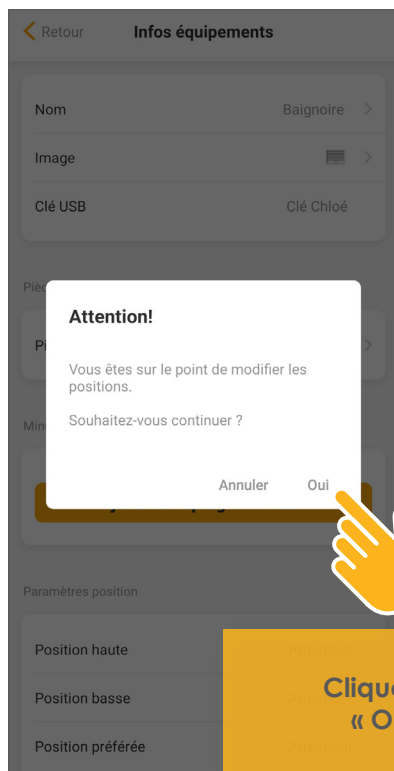 Retour Infos équipements
Nom Baignoire
Image
Clé USB Clé Chloé
Attention!
Vous êtes sur le point de modifier les
positions.
Souhaitez-vous continuer ?
Annuler Oui
Paramètres position
Position haute
Position basse
Position préférée
« O